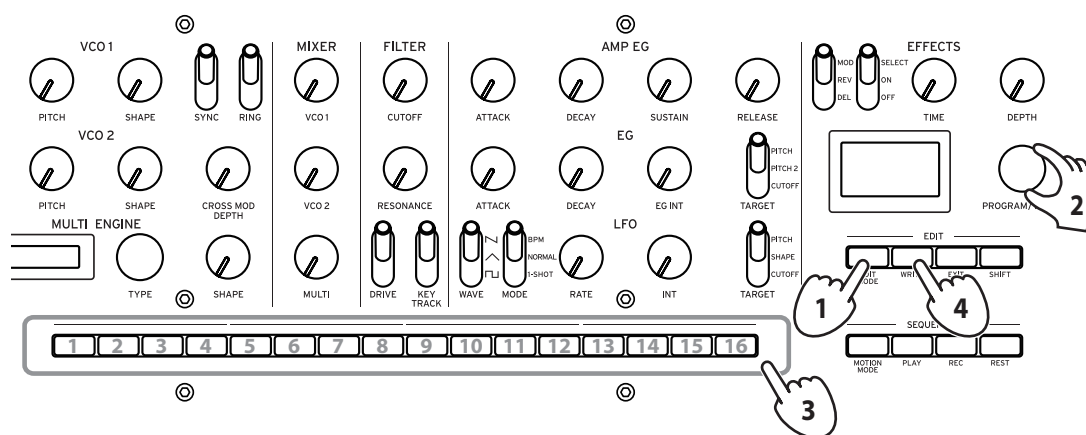 VCO 1 MIXER FILTER AMP EG EFFECTS
MOD SELECT
REV ON
DEL OFF
PITCH SHAPE SYNC RING VCO 1 CUTOFF ATTACK DECAY SUSTAIN RELEASE TIME DEPTH
VCO 2 EG
PITCH
PITCH 2
CUTOFF
PITCH SHAPE CROSS MOD DEPTH VCO 2 RESONANCE ATTACK DECAY EG INT TARGET PROGRAM/
2
MULTI ENGINE LFO EDIT
BPM PITCH
NORMAL SHAPE
1-SHOT CUTOFF
TYPE SHAPE MULTI DRIVE KEY TRACK WAVE MODE RATE INT TARGET
EXIT SHIFT
1 4
1 2 3 4 5 6 7 8 9 10 11 12 13 14 15 16
MOTION MODE PLAY REC REST
3